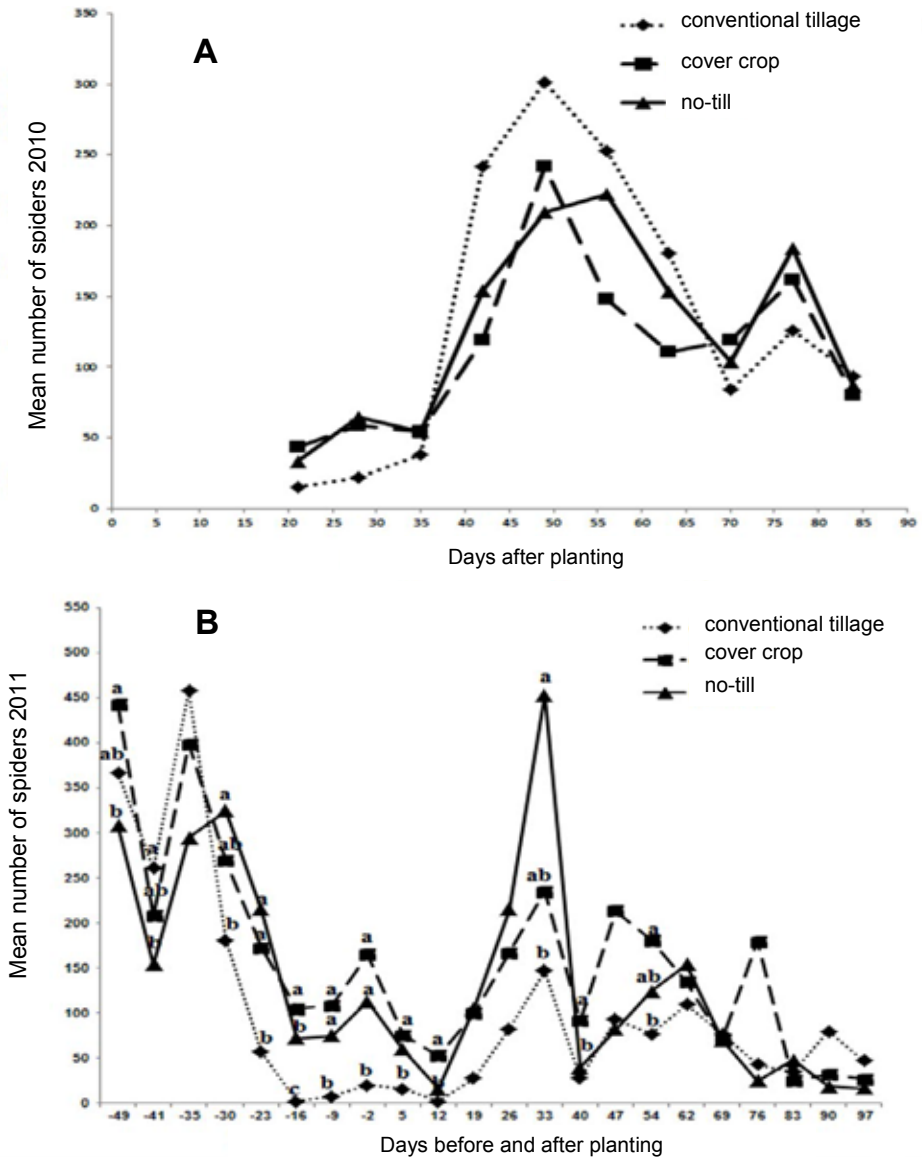 A
conventional tillage
cover crop
no-till
Mean number of spiders 2010
350
300
250
200
150
100
50
0
0 5 10 15 20 25 30 35 40 45 50 55 60 65 70 75 80 85 90
Days after planting
B
conventional tillage
cover crop
no-till
Mean number of spiders 2011
550
500
450
400
350
300
250
200
150
100
50
0
a
ab
b
a
ab
b
a
ab
b
a
a
b
a
b
c
a
a
b
a
a
b
a
b
a
b
a
ab
b
a
b
a
ab
b
-49 -41 -35 -30 -23 -16 -9 -2 5 12 19 26 33 40 47 54 62 69 76 83 90 97
Days before and after planting